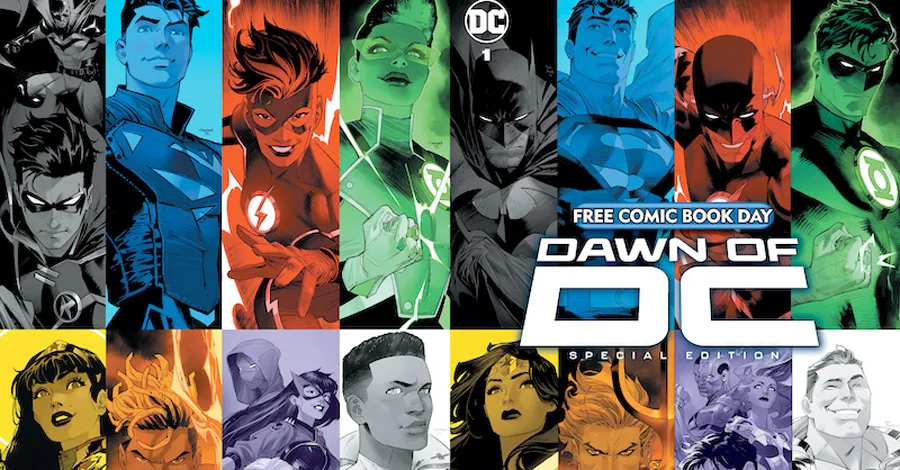 DC
1
FREE COMIC BOOK DAY
DAWN OF
DC
SPECIAL EDITION